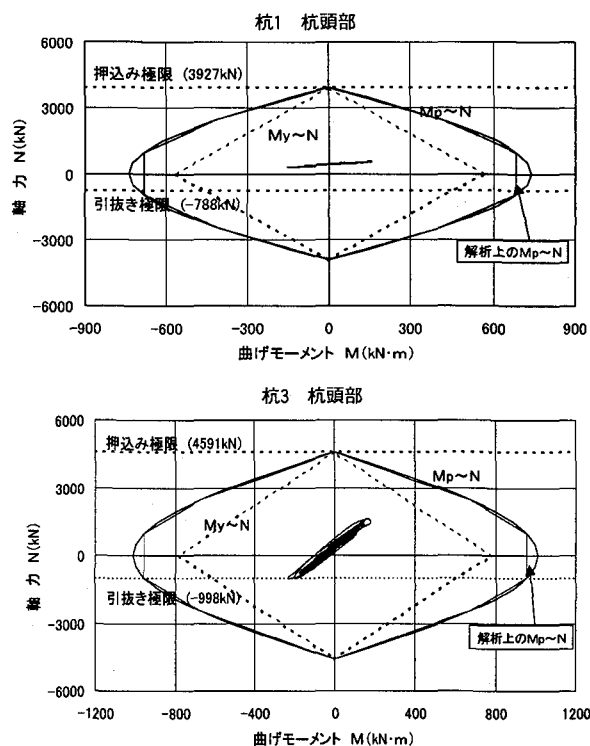 杭1 杭頭部
6000
押込み極限 (3927kN)
3000
My～N
Mp～N
軸力 N(kN)
0
引抜き極限 (-788kN)
-3000
解析上のMp～N
-6000
-900 -600 -300 0 300 600 900
曲げモーメント M(kN·m)
杭3 杭頭部
6000
押込み極限 (4591kN)
3000
Mp～N
My～N
軸力 N(kN)
0
引抜き極限 (-998kN)
-3000
解析上のMp～N
-6000
-1200 -800 -400 0 400 800 1200
曲げモーメント M(kN·m)